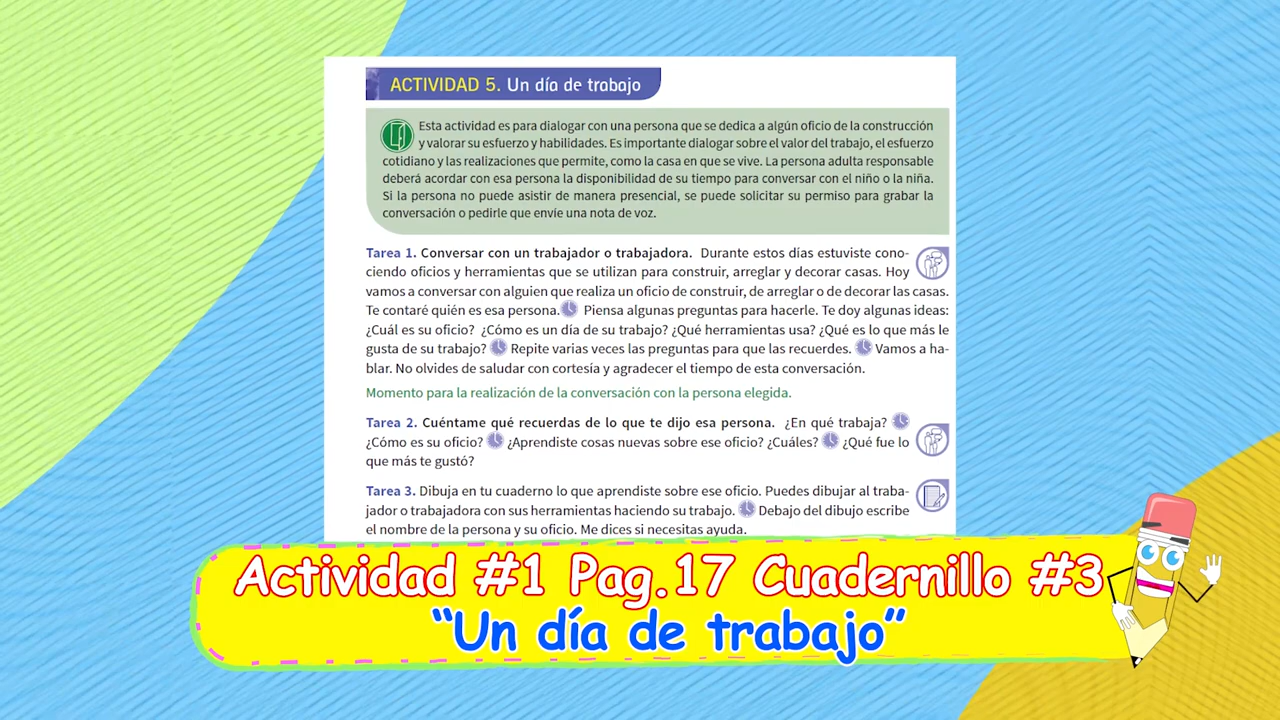 ACTIVIDAD 5. Un día de trabajo
Esta actividad es para dialogar con una persona que se dedica a algún oficio de la construcción
y valorar su esfuerzo y habilidades. Es importante dialogar sobre el valor del trabajo, el esfuerzo
cotidiano y las realizaciones que permite, como la casa en que se vive. La persona adulta responsable
deberá acordar con esa persona la disponibilidad de su tiempo para conversar con el niño o la niña.
Si la persona no puede asistir de manera presencial, se puede solicitar su permiso para grabar la
conversación o pedirle que envíe una nota de voz.
Tarea 1. Conversar con un trabajador o trabajadora. Durante estos días estuviste cono-
ciendo oficios y herramientas que se utilizan para construir, arreglar y decorar casas. Hoy
vamos a conversar con alguien que realiza un oficio de construir, de arreglar o de decorar las casas.
Te contaré quién es esa persona. Piensa algunas preguntas para hacerle. Te doy algunas ideas:
¿Cuál es su oficio? ¿Cómo es un día de su trabajo? ¿Qué herramientas usa? ¿Qué es lo que más le
gusta de su trabajo? Repite varias veces las preguntas para que las recuerdes. Vamos a ha-
blar. No olvides de saludar con cortesía y agradecer el tiempo de esta conversación.
Momento para la realización de la conversación con la persona elegida.
Tarea 2. Cuéntame qué recuerdas de lo que te dijo esa persona. ¿En qué trabaja?
¿Cómo es su oficio? ¿Aprendiste cosas nuevas sobre ese oficio? ¿Cuáles? ¿Qué fue lo
que más te gustó?
Tarea 3. Dibuja en tu cuaderno lo que aprendiste sobre ese oficio. Puedes dibujar al traba-
jador o trabajadora con sus herramientas haciendo su trabajo. Debajo del dibujo escribe
el nombre de la persona y su oficio. Me dices si necesitas ayuda.
Actividad #1 Pag.17 Cuadernillo #3
“Un día de trabajo”